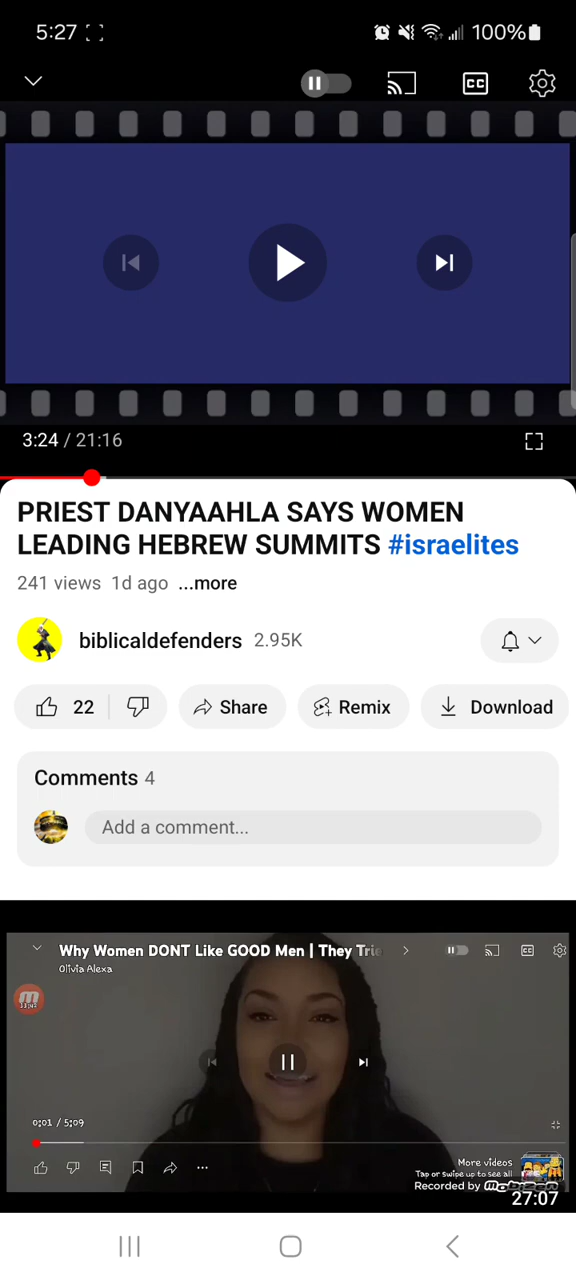 5:27
100%
CC
3:24 / 21:16
PRIEST DANYAAHLA SAYS WOMEN
LEADING HEBREW SUMMITS #israelites
241 views 1d ago ...more
biblicaldefenders 2.95K
22
Share
Remix
Download
Comments 4
Add a comment...
Why Women DONT Like GOOD Men | They Trie
Olivia Alexa
CC
0:01 / 5:09
More videos
Tap or swipe up to see all
Recorded by
27:07